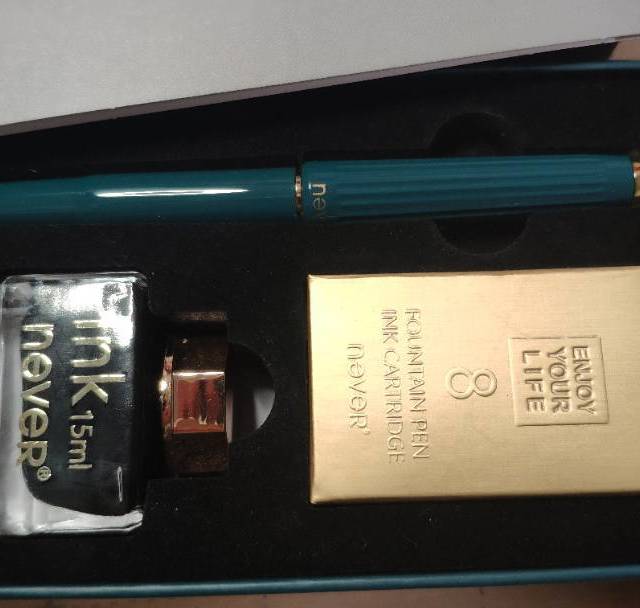 neveR
ink 15ml
neveR®
ENJOY
YOUR
LIFE
8
FOUNTAIN PEN
INK CARTRIDGE
neveR®